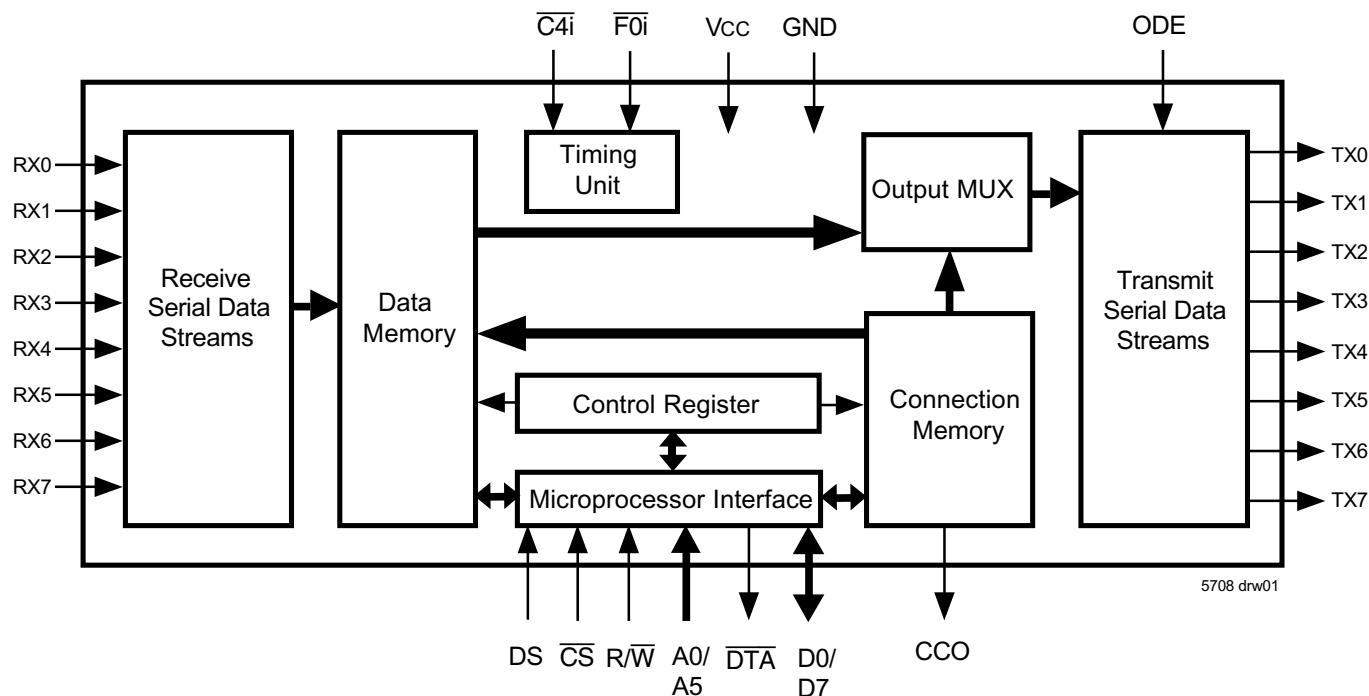 C4i F0i VCC GND ODE
RX0
RX1
RX2
RX3
RX4
RX5
RX6
RX7
Receive
Serial Data
Streams
Data
Memory
Timing
Unit
Output MUX
Control Register
Microprocessor Interface
Connection
Memory
Transmit
Serial Data
Streams
TX0
TX1
TX2
TX3
TX4
TX5
TX6
TX7
5708 drw01
DS CS R/W A0/ DTA D0/ CCO
A5 D7